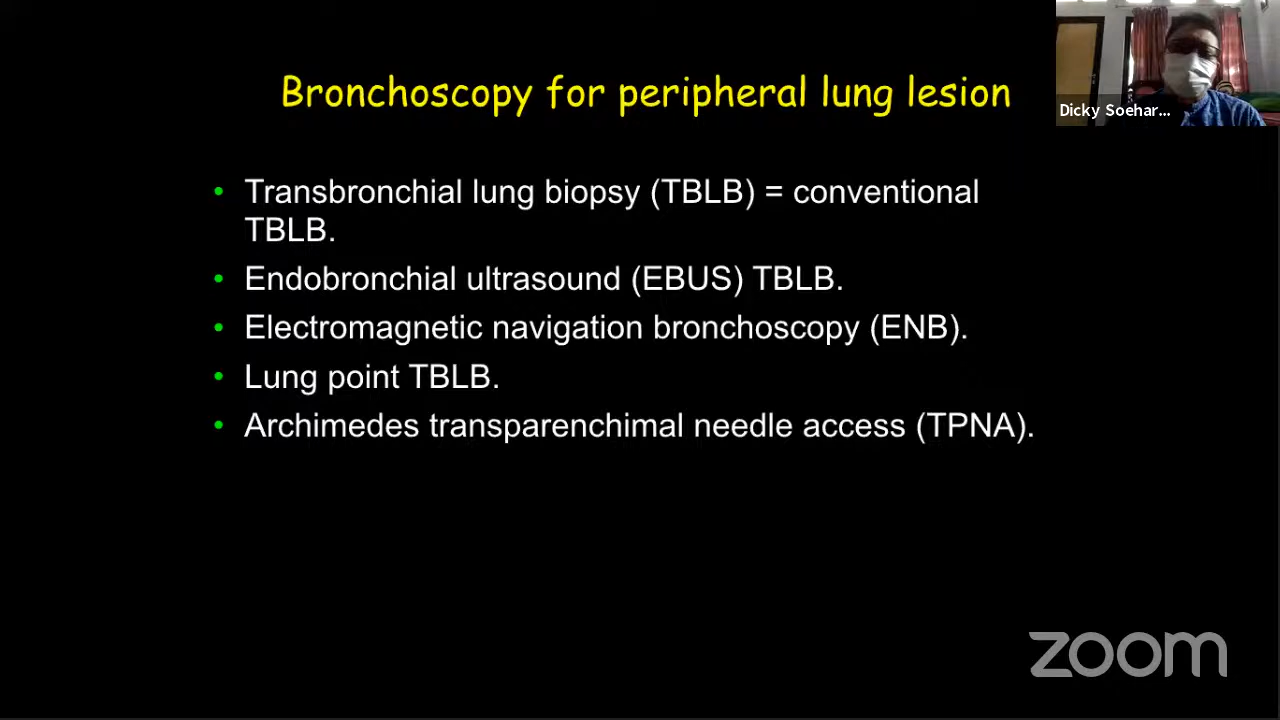 Bronchoscopy for peripheral lung lesion
Dicky Soehar...
• Transbronchial lung biopsy (TBLB) = conventional
TBLB.
• Endobronchial ultrasound (EBUS) TBLB.
• Electromagnetic navigation bronchoscopy (ENB).
• Lung point TBLB.
• Archimedes transparenchimal needle access (TPNA).
zoom